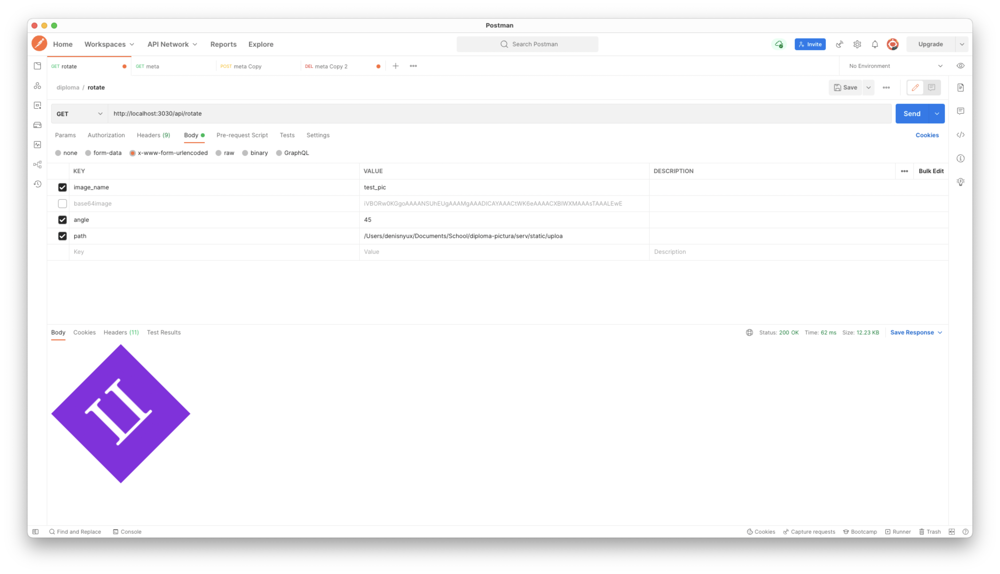 Postman
Home Workspaces API Network Reports Explore Search Postman Invite Upgrade
GET rotate GET meta POST meta Copy DEL meta Copy 2 No Environment
diploma / rotate Save
GET http://localhost:3030/api/rotate Send
Params Authorization Headers (9) Body Pre-request Script Tests Settings Cookies
none form-data x-www-form-urlencoded raw binary GraphQL
KEY VALUE DESCRIPTION Bulk Edit
image_name test_pic
base64image iVBORw0KGgoAAAANSUhEUgAAAMgAAADICAYAAACtWK6eAAAACXBIWXMAAAsTAAALEwE
angle 45
path /Users/denisnyux/Documents/School/diploma-pictura/serv/static/uploa
Key Value Description
Body Cookies Headers (11) Test Results Status: 200 OK Time: 62 ms Size: 12.23 KB Save Response
Find and Replace Console Cookies Capture requests Bootcamp Runner Trash